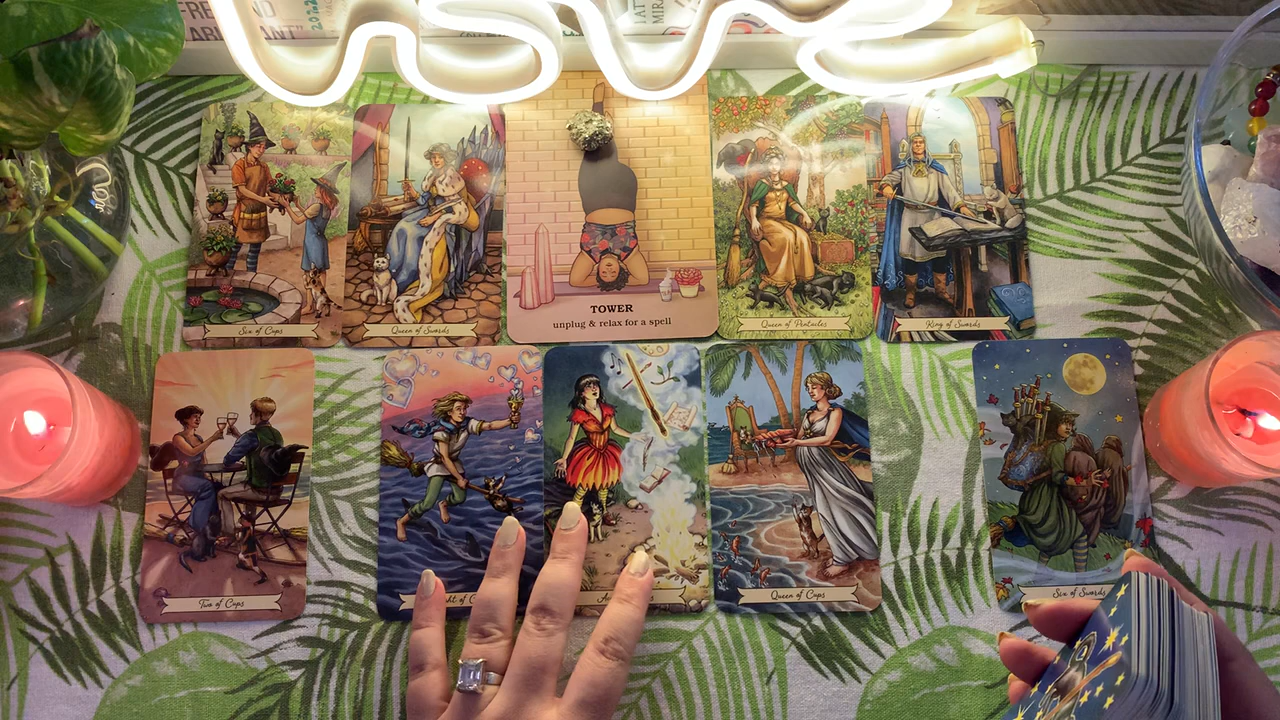 2022
Six of Cups
Queen of Swords
TOWER
unplug & relax for a spell
Queen of Pentacles
King of Swords
Two of Cups
Queen of Cups
Six of Swords